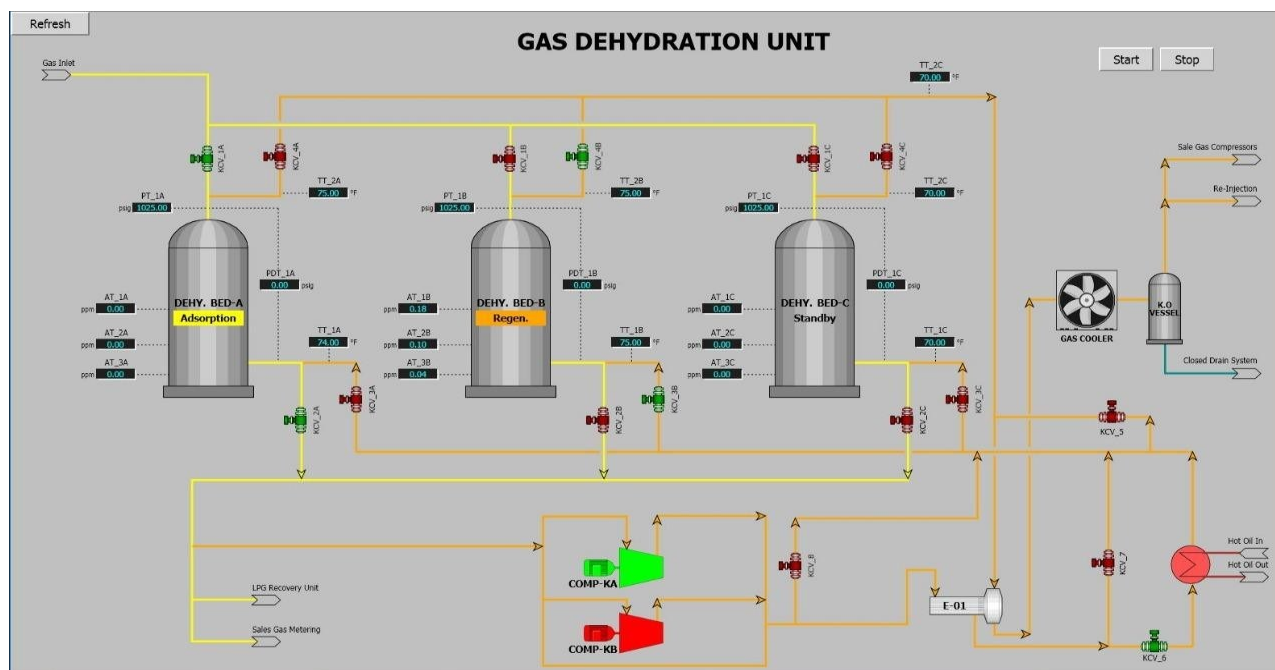 Refresh
GAS DEHYDRATION UNIT
Start
Stop
Gas Inlet
TT_2C
70.00 °F
KCV_1A
KCV_4A
KCV_1B
KCV_4B
KCV_1C
KCV_4C
Sale Gas Compressors
Re-Injection
PT_1A
psig 1025.00
TT_2A
75.00 °F
PT_1B
psig 1025.00
TT_2B
75.00 °F
PT_1C
psig 1025.00
TT_2C
70.00 °F
PDT_1A
0.00 psig
PDT_1B
0.00 psig
PDT_1C
0.00 psig
AT_1A
ppm 0.00
AT_2A
ppm 0.00
AT_3A
ppm 0.00
DEHY. BED-A
Adsorption
TT_1A
74.00 °F
AT_1B
ppm 0.18
AT_2B
ppm 0.10
AT_3B
ppm 0.04
DEHY. BED-B
Regen.
TT_1B
75.00 °F
AT_1C
ppm 0.00
AT_2C
ppm 0.00
AT_3C
ppm 0.00
DEHY. BED-C
Standby
TT_1C
70.00 °F
GAS COOLER
K.O
VESSEL
Closed Drain System
KCV_2A
KCV_3A
KCV_2B
KCV_3B
KCV_2C
KCV_3C
KCV_5
COMP-KA
COMP-KB
KCV_7
Hot Oil In
Hot Oil Out
LPG Recovery Unit
Sales Gas Metering
E-01
KCV_6